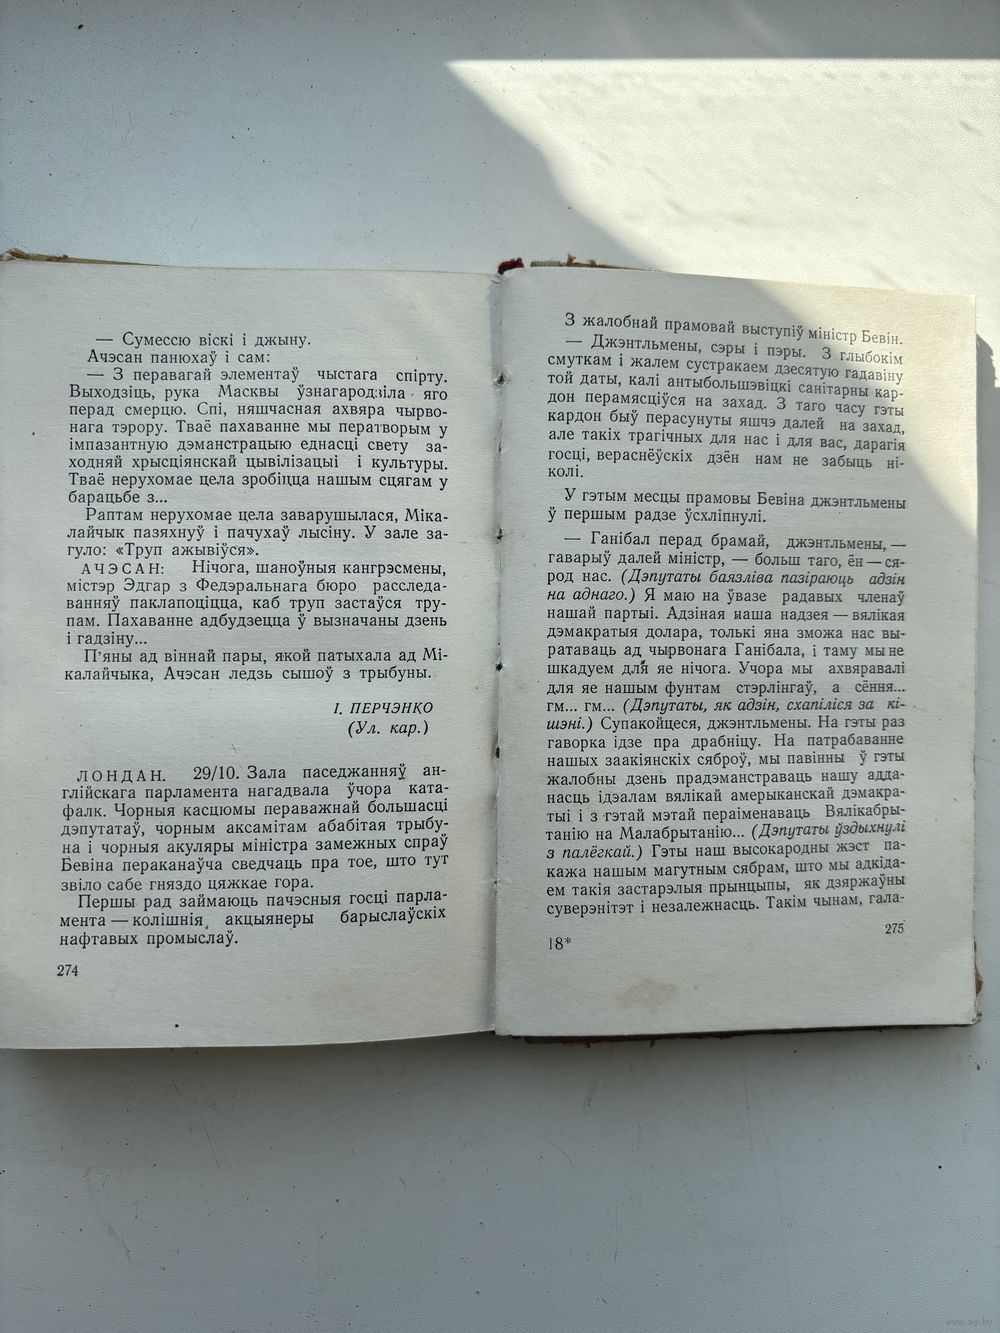 — Сумессю віскі і джыну.
Ачэсан панюхаў і сам:
— З перавагай элементаў чыстага спірту.
Выходзіць, рука Масквы ўзнагародзіла яго
перад смерцю. Спі, няшчасная ахвяра чырво-
нага тэрору. Тваё пахаванне мы ператворым у
імпазантную дэманстрацыю еднасці свету за-
ходняй хрысціянскай цывілізацыі і культуры.
Тваё нерухомае цела зробіцца нашым сцягам у
барацьбе з...
Раптам нерухомае цела заварушылася, Міка-
лайчык пазяхнуў і пачухаў лысіну. У зале за-
гуло: «Труп ажывіўся».
АЧЭСАН: Нічога, шаноўныя кангрэсмены,
містэр Эдгар з Федэральнага бюро расследа-
ванняў паклапоціцца, каб труп застаўся тру-
пам. Пахаванне адбудзецца ў вызначаны дзень
і гадзіну...
П'яны ад віннай пары, якой патыхала ад Мі-
калайчыка, Ачэсан ледзь сышоў з трыбуны.
І. ПЕРЧЭНКО
(Ул. кар.)
ЛОНДАН. 29/10. Зала паседжанняў ан-
глійскага парламента нагадвала ўчора ката-
фалк. Чорныя касцюмы пераважнай большасці
дэпутатаў, чорным аксамітам абабітая трыбу-
на і чорныя акуляры міністра замежных спраў
Бевіна пераканаўча сведчаць пра тое, што тут
звіло сабе гняздо цяжкае гора.
Першы рад займаюць пачэсныя госці парла-
мента — колішнія акцыянеры барыслаўскіх
нафтавых промыслаў.
274
З жалобнай прамовай выступіў міністр Бевін.
— Джэнтльмены, сэры і пэры. З глыбокім
смуткам і жалем сустракаем дзесятую гадавіну
той даты, калі антыбольшэвіцкі санітарны кар-
дон перамясціўся на захад. З таго часу гэты
кардон быў перасунуты яшчэ далей на захад,
але такіх трагічных для нас і для вас, дарагія
госці, вераснёўскіх дзён нам не забыць ні-
колі.
У гэтым месцы прамовы Бевіна джэнтльмены
ў першым радзе ўсхліпнулі.
— Ганібал перад брамай, джэнтльмены, —
гаварыў далей міністр, — больш таго, ён — ся-
род нас. (Дэпутаты баязліва пазіраюць адзін
на аднаго.) Я маю на ўвазе радавых членаў
нашай партыі. Адзіная наша надзея — вялікая
дэмакратыя долара, толькі яна зможа нас вы-
ратаваць ад чырвонага Ганібала, і таму мы не
шкадуем для яе нічога. Учора мы ахвяравалі
для яе нашым фунтам стэрлінгаў, а сёння...
гм... гм... (Дэпутаты, як адзін, схапіліся за кі-
шэні.) Супакойцеся, джэнтльмены. На гэты раз
гаворка ідзе пра драбніцу. На патрабаванне
нашых заакіянскіх сяброў, мы павінны ў гэты
жалобны дзень прадэманстраваць нашу адда-
насць ідэалам вялікай амерыканскай дэмакра-
тыі і з гэтай мэтай пераіменаваць Вялікабры-
танію на Малабрытанію... (Дэпутаты ўздыхнулі
з палёгкай.) Гэты наш высокародны жэст па-
кажа нашым магутным сябрам, што мы адкіда-
ем такія застарэлыя прынцыпы, як дзяржаўны
суверэнітэт і незалежнасць. Такім чынам, гала-
275
18*
www.ay.by